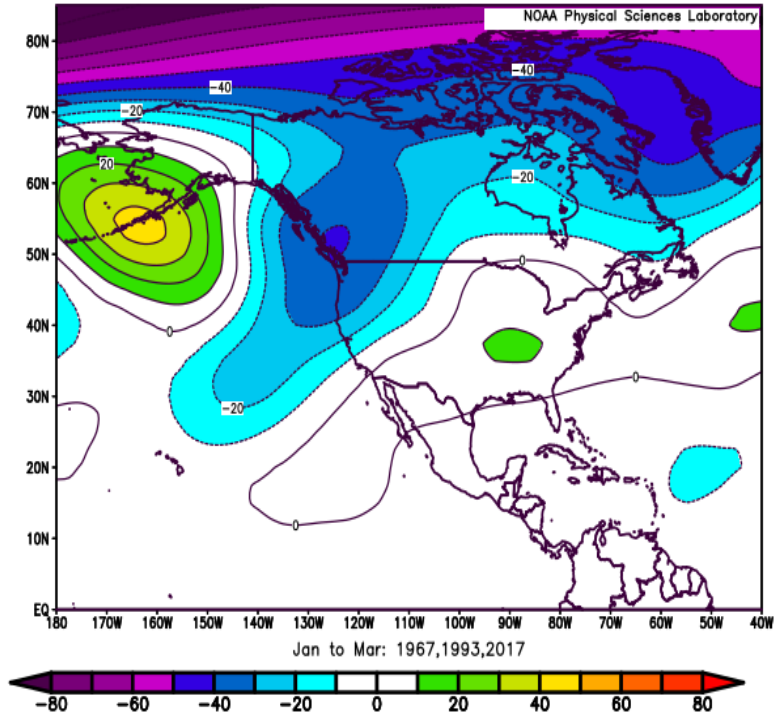 NOAA Physical Sciences Laboratory
80N
-40
-40
70N
-20
20
60N
-20
50N
0
40N
0
0
30N
-20
20N
10N
0
EQ
180 170W 160W 150W 140W 130W 120W 110W 100W 90W 80W 70W 60W 50W 40W
Jan to Mar: 1967,1993,2017
-80 -60 -40 -20 0 20 40 60 80